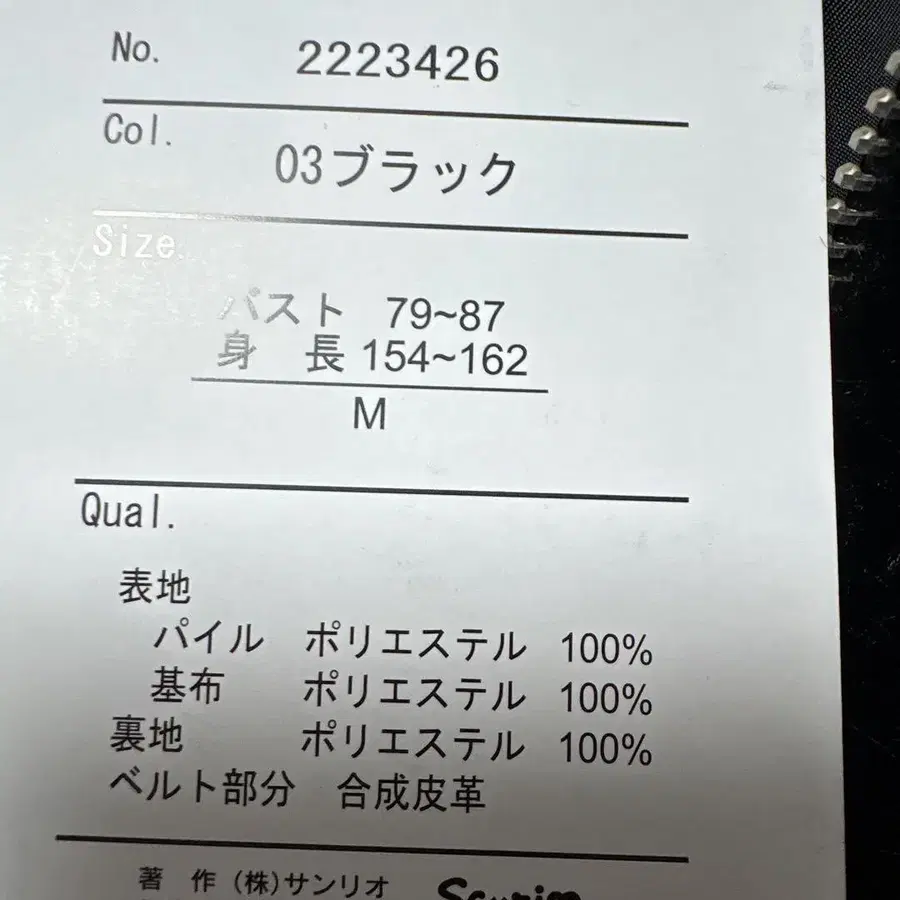 No. 2223426
Col.
03ブラック
Size
バスト 79~87
身 長 154~162
M
Qual.
表地
パイル ポリエステル 100%
基布 ポリエステル 100%
裏地 ポリエステル 100%
ベルト部分 合成皮革
著 作 (株)サンリオ